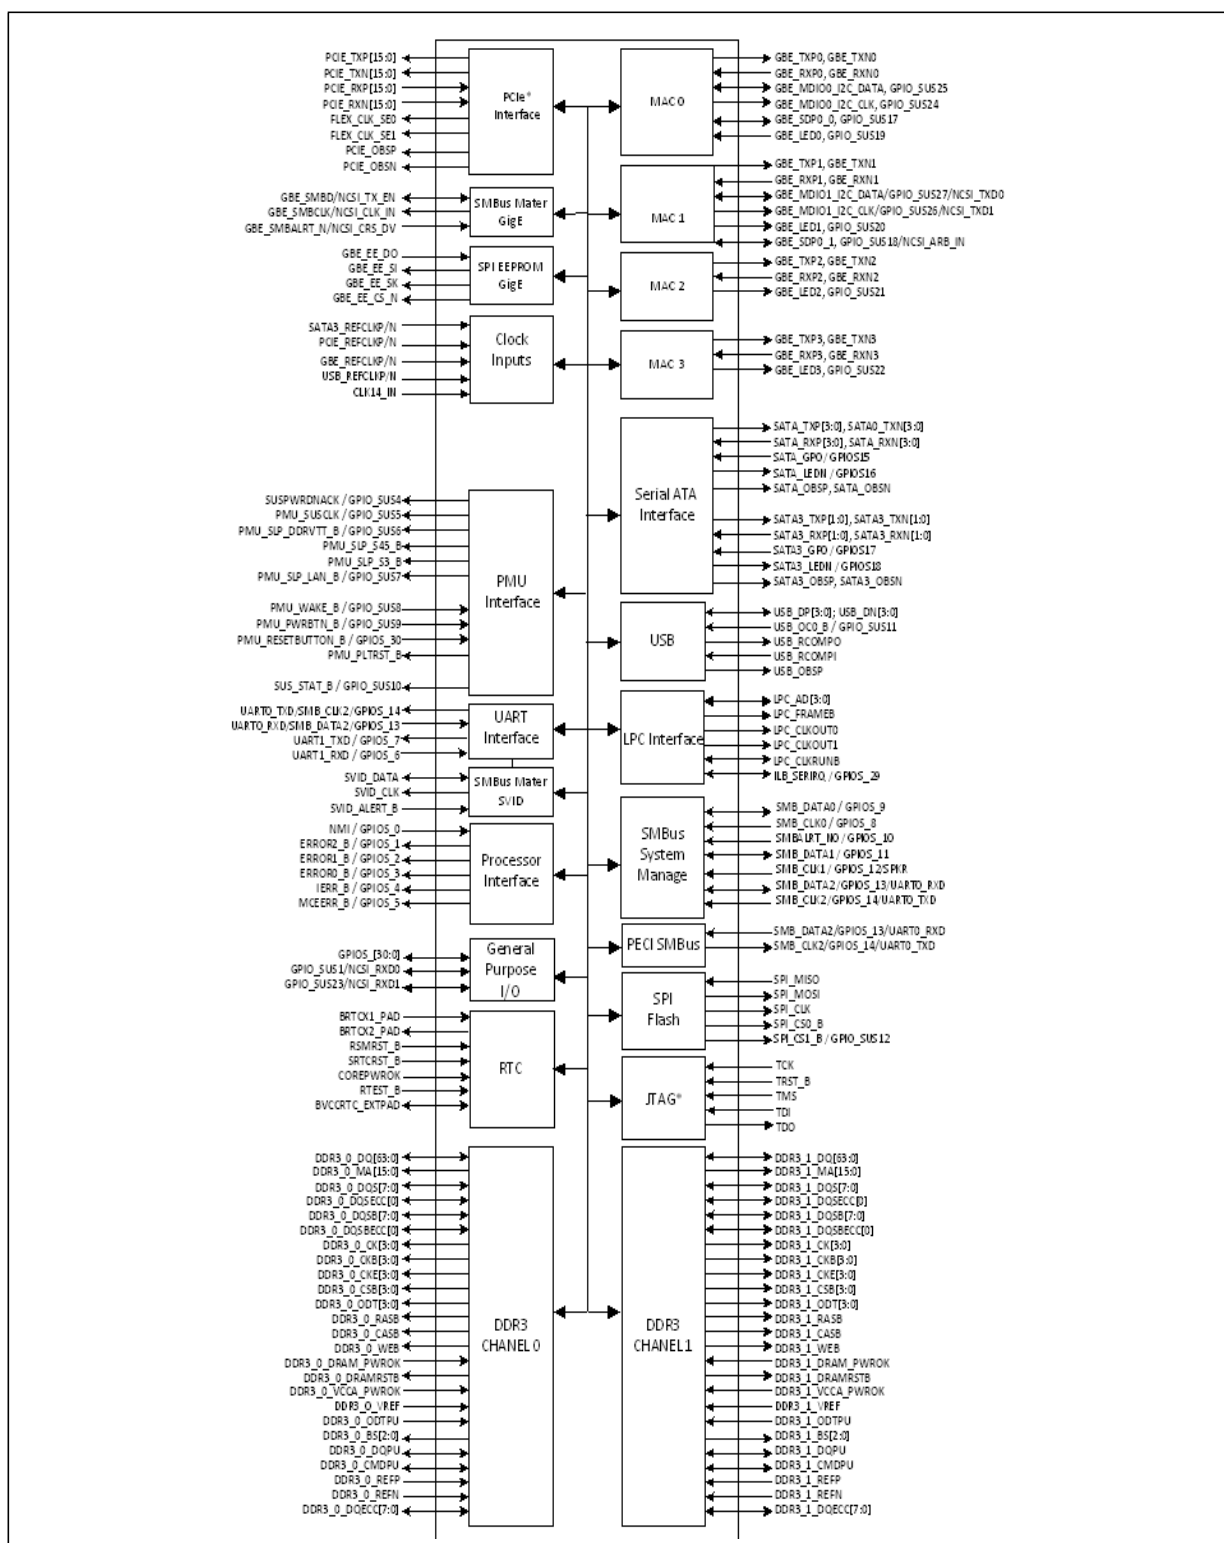 PCIE_TXP[15:0]
PCIE_TXN[15:0]
PCIE_RXP[15:0]
PCIE_RXN[15:0]
FLEX_CLK_SE0
FLEX_CLK_SE1
PCIE_OBSP
PCIE_OBSN
PCIe*
Interface
GBE_SMBD/NCSI_TX_EN
GBE_SMBCLK/NCSI_CLK_IN
GBE_SMBALRT_N/NCSI_CRS_DV
SMBus Mater
GigE
GBE_EE_DO
GBE_EE_SI
GBE_EE_SK
GBE_EE_CS_N
SPI EEPROM
GigE
SATA3_REFCLKP/N
PCIE_REFCLKP/N
GBE_REFCLKP/N
USB_REFCLKP/N
CLK14_IN
Clock
Inputs
SUSPWRDNACK / GPIO_SUS4
PMU_SUSCLK / GPIO_SUS5
PMU_SLP_DDRVTT_B / GPIO_SUS6
PMU_SLP_S45_B
PMU_SLP_S3_B
PMU_SLP_LAN_B / GPIO_SUS7
PMU_WAKE_B / GPIO_SUS8
PMU_PWRBTN_B / GPIO_SUS9
PMU_RESETBUTTON_B / GPIOS_30
PMU_PLTRST_B
SUS_STAT_B / GPIO_SUS10
PMU
Interface
UART0_TXD/SMB_CLK2/GPIOS_14
UART0_RXD/SMB_DATA2/GPIOS_13
UART1_TXD / GPIOS_7
UART1_RXD / GPIOS_6
UART
Interface
SVID_DATA
SVID_CLK
SVID_ALERT_B
SMBus Mater
SVID
NMI / GPIOS_0
ERROR2_B / GPIOS_1
ERROR1_B / GPIOS_2
ERROR0_B / GPIOS_3
IERR_B / GPIOS_4
MCEERR_B / GPIOS_5
Processor
Interface
GPIOS_[30:0]
GPIO_SUS1/NCSI_RXD0
GPIO_SUS23/NCSI_RXD1
General
Purpose
I/O
BRTCX1_PAD
BRTCX2_PAD
RSMRST_B
SRTCRST_B
COREPWROK
RTEST_B
BVCCRTC_EXTPAD
RTC
DDR3_0_DQ[63:0]
DDR3_0_MA[15:0]
DDR3_0_DQS[7:0]
DDR3_0_DQSECC[0]
DDR3_0_DQSB[7:0]
DDR3_0_DQSBECC[0]
DDR3_0_CK[3:0]
DDR3_0_CKB[3:0]
DDR3_0_CKE[3:0]
DDR3_0_CSB[3:0]
DDR3_0_ODT[3:0]
DDR3_0_RASB
DDR3_0_CASB
DDR3_0_WEB
DDR3_0_DRAM_PWROK
DDR3_0_DRAMRSTB
DDR3_0_VCCA_PWROK
DDR3_0_VREF
DDR3_0_ODTPU
DDR3_0_BS[2:0]
DDR3_0_DQPU
DDR3_0_CMDPU
DDR3_0_REFP
DDR3_0_REFN
DDR3_0_DQECC[7:0]
DDR3
CHANEL 0
MAC 0
GBE_TXP0, GBE_TXN0
GBE_RXP0, GBE_RXN0
GBE_MDIO0_I2C_DATA, GPIO_SUS25
GBE_MDIO0_I2C_CLK, GPIO_SUS24
GBE_SDP0_0, GPIO_SUS17
GBE_LED0, GPIO_SUS19
MAC 1
GBE_TXP1, GBE_TXN1
GBE_RXP1, GBE_RXN1
GBE_MDIO1_I2C_DATA/GPIO_SUS27/NCSI_TXD0
GBE_MDIO1_I2C_CLK/GPIO_SUS26/NCSI_TXD1
GBE_LED1, GPIO_SUS20
GBE_SDP0_1, GPIO_SUS18/NCSI_ARB_IN
MAC 2
GBE_TXP2, GBE_TXN2
GBE_RXP2, GBE_RXN2
GBE_LED2, GPIO_SUS21
MAC 3
GBE_TXP3, GBE_TXN3
GBE_RXP3, GBE_RXN3
GBE_LED3, GPIO_SUS22
Serial ATA
Interface
SATA_TXP[3:0], SATA0_TXN[3:0]
SATA_RXP[3:0], SATA_RXN[3:0]
SATA_GP0 / GPIOS15
SATA_LEDN / GPIOS16
SATA_OBSP, SATA_OBSN
SATA3_TXP[1:0], SATA3_TXN[1:0]
SATA3_RXP[1:0], SATA3_RXN[1:0]
SATA3_GP0 / GPIOS17
SATA3_LEDN / GPIOS18
SATA3_OBSP, SATA3_OBSN
USB
USB_DP[3:0]; USB_DN[3:0]
USB_OC0_B / GPIO_SUS11
USB_RCOMPO
USB_RCOMPI
USB_OBSP
LPC Interface
LPC_AD[3:0]
LPC_FRAMEB
LPC_CLKOUT0
LPC_CLKOUT1
LPC_CLKRUNB
ILB_SERIRQ / GPIOS_29
SMBus
System
Manage
SMB_DATA0 / GPIOS_9
SMB_CLK0 / GPIOS_8
SMBALRT_N0 / GPIOS_10
SMB_DATA1 / GPIOS_11
SMB_CLK1 / GPIOS_12/SPKR
SMB_DATA2/GPIOS_13/UART0_RXD
SMB_CLK2/GPIOS_14/UART0_TXD
PECI SMBus
SMB_DATA2/GPIOS_13/UART0_RXD
SMB_CLK2/GPIOS_14/UART0_TXD
SPI
Flash
SPI_MISO
SPI_MOSI
SPI_CLK
SPI_CS0_B
SPI_CS1_B / GPIO_SUS12
JTAG*
TCK
TRST_B
TMS
TDI
TDO
DDR3
CHANEL 1
DDR3_1_DQ[63:0]
DDR3_1_MA[15:0]
DDR3_1_DQS[7:0]
DDR3_1_DQSECC[0]
DDR3_1_DQSB[7:0]
DDR3_1_DQSBECC[0]
DDR3_1_CK[3:0]
DDR3_1_CKB[3:0]
DDR3_1_CKE[3:0]
DDR3_1_CSB[3:0]
DDR3_1_ODT[3:0]
DDR3_1_RASB
DDR3_1_CASB
DDR3_1_WEB
DDR3_1_DRAM_PWROK
DDR3_1_DRAMRSTB
DDR3_1_VCCA_PWROK
DDR3_1_VREF
DDR3_1_ODTPU
DDR3_1_BS[2:0]
DDR3_1_DQPU
DDR3_1_CMDPU
DDR3_1_REFP
DDR3_1_REFN
DDR3_1_DQECC[7:0]